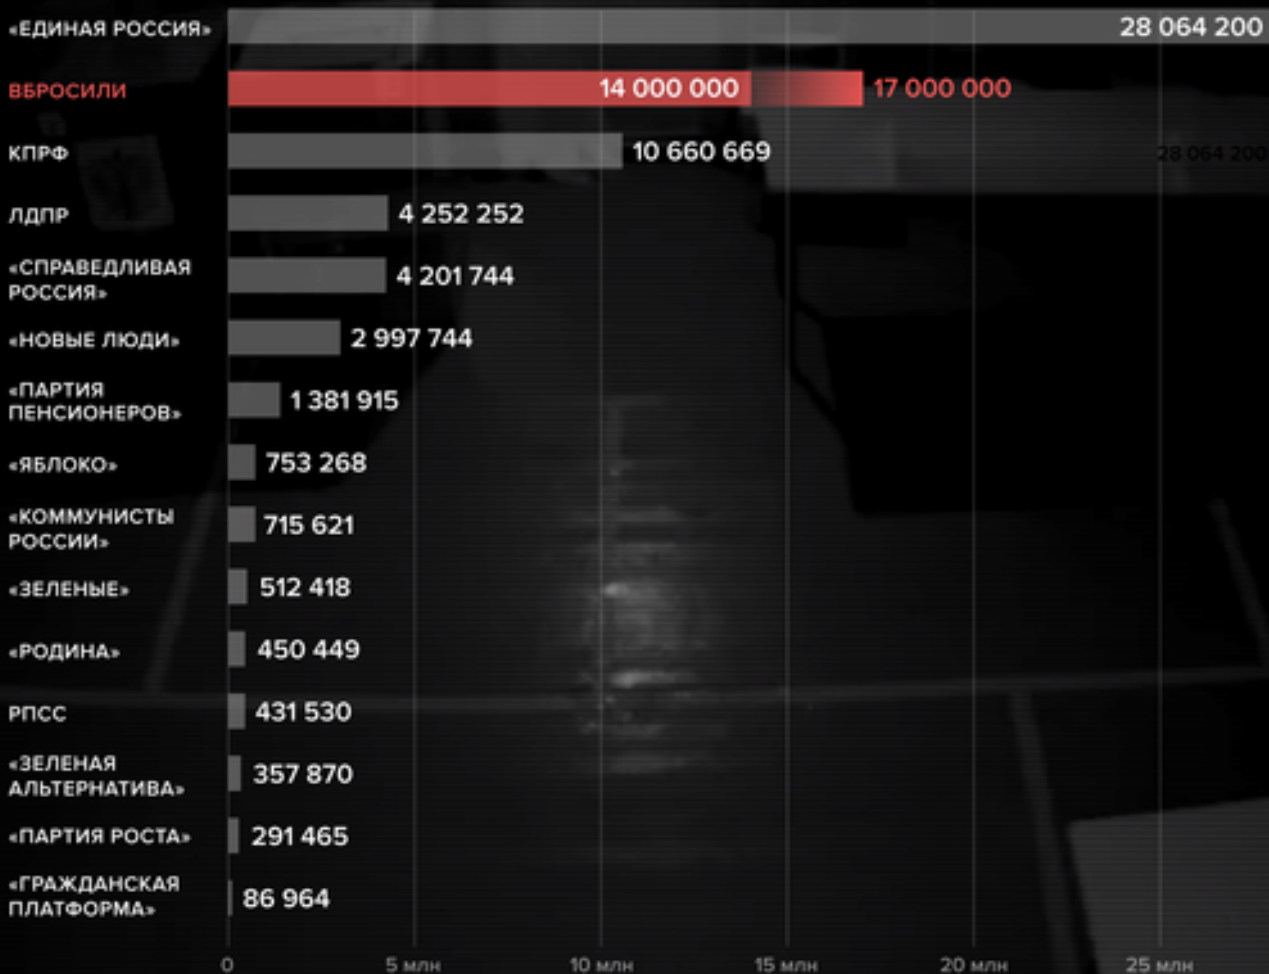 «ЕДИНАЯ РОССИЯ» 28 064 200
ВБРОСИЛИ 14 000 000 17 000 000
КПРФ 10 660 669 28 064 200
ЛДПР 4 252 252
«СПРАВЕДЛИВАЯ
РОССИЯ» 4 201 744
«НОВЫЕ ЛЮДИ» 2 997 744
«ПАРТИЯ
ПЕНСИОНЕРОВ» 1 381 915
«ЯБЛОКО» 753 268
«КОММУНИСТЫ
РОССИИ» 715 621
«ЗЕЛЕНЫЕ» 512 418
«РОДИНА» 450 449
РПСС 431 530
«ЗЕЛЕНАЯ
АЛЬТЕРНАТИВА» 357 870
«ПАРТИЯ РОСТА» 291 465
«ГРАЖДАНСКАЯ
ПЛАТФОРМА» 86 964
0 5 млн 10 млн 15 млн 20 млн 25 млн